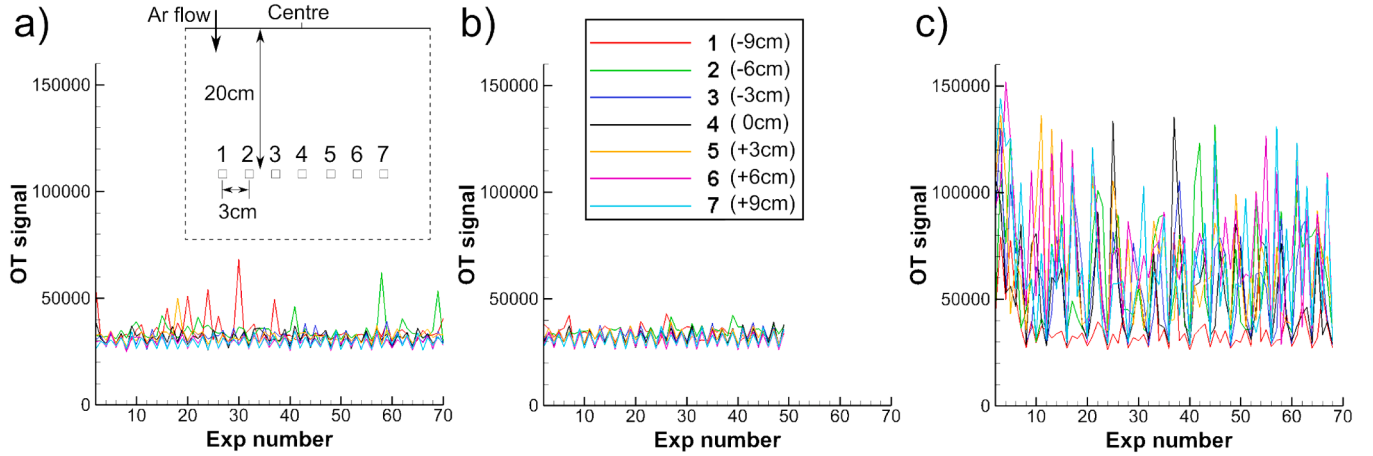 a)
Ar flow
Centre
20cm
1 2 3 4 5 6 7
3cm
150000
100000
50000
0
OT signal
10 20 30 40 50 60 70
Exp number
b)
1 (-9cm)
2 (-6cm)
3 (-3cm)
4 ( 0cm)
5 (+3cm)
6 (+6cm)
7 (+9cm)
150000
100000
50000
0
OT signal
10 20 30 40 50 60 70
Exp number
c)
150000
100000
50000
0
OT signal
10 20 30 40 50 60 70
Exp number